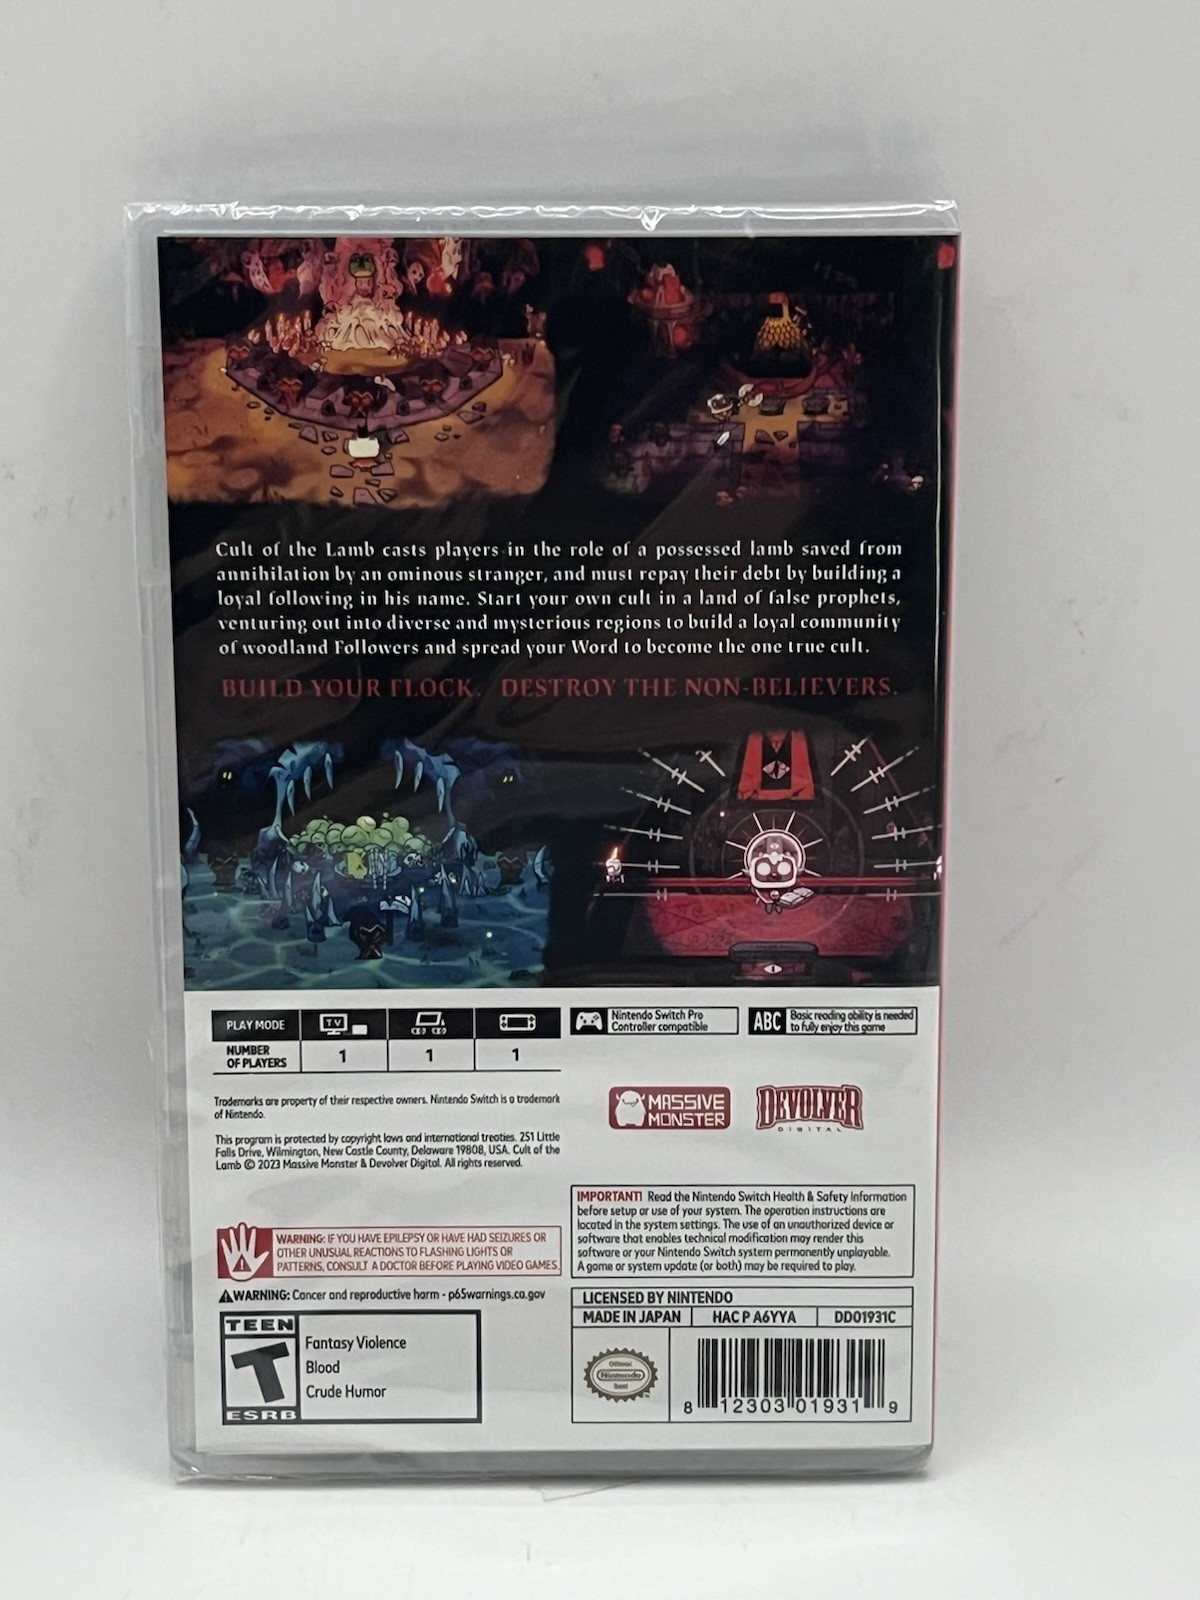 Cult of the Lamb casts players in the role of a possessed lamb saved from
annihilation by an ominous stranger, and must repay their debt by building a
loyal following in his name. Start your own cult in a land of false prophets,
venturing out into diverse and mysterious regions to build a loyal community
of woodland Followers and spread your Word to become the one true cult.
BUILD YOUR FLOCK. DESTROY THE NON-BELIEVERS.
PLAY MODE TV
NUMBER
OF PLAYERS 1 1 1
Nintendo Switch Pro
Controller compatible
ABC Basic reading ability is needed
to fully enjoy this game
Trademarks are property of their respective owners. Nintendo Switch is a trademark
of Nintendo.
This program is protected by copyright laws and international treaties. 251 Little
Falls Drive, Wilmington, New Castle County, Delaware 19808, USA. Cult of the
Lamb © 2023 Massive Monster & Devolver Digital. All rights reserved.
MASSIVE
MONSTER
DEVOLVER
DIGITAL
WARNING: IF YOU HAVE EPILEPSY OR HAVE HAD SEIZURES OR
OTHER UNUSUAL REACTIONS TO FLASHING LIGHTS OR
PATTERNS, CONSULT A DOCTOR BEFORE PLAYING VIDEO GAMES.
WARNING: Cancer and reproductive harm - p65warnings.ca.gov
IMPORTANT! Read the Nintendo Switch Health & Safety Information
before setup or use of your system. The operation instructions are
located in the system settings. The use of an unauthorized device or
software that enables technical modification may render this
software or your Nintendo Switch system permanently unplayable.
A game or system update (or both) may be required to play.
TEEN
T
ESRB
Fantasy Violence
Blood
Crude Humor
LICENSED BY NINTENDO
MADE IN JAPAN HAC P A6YYA DD01931C
Official
Nintendo
Seal
8 12303 01931 9